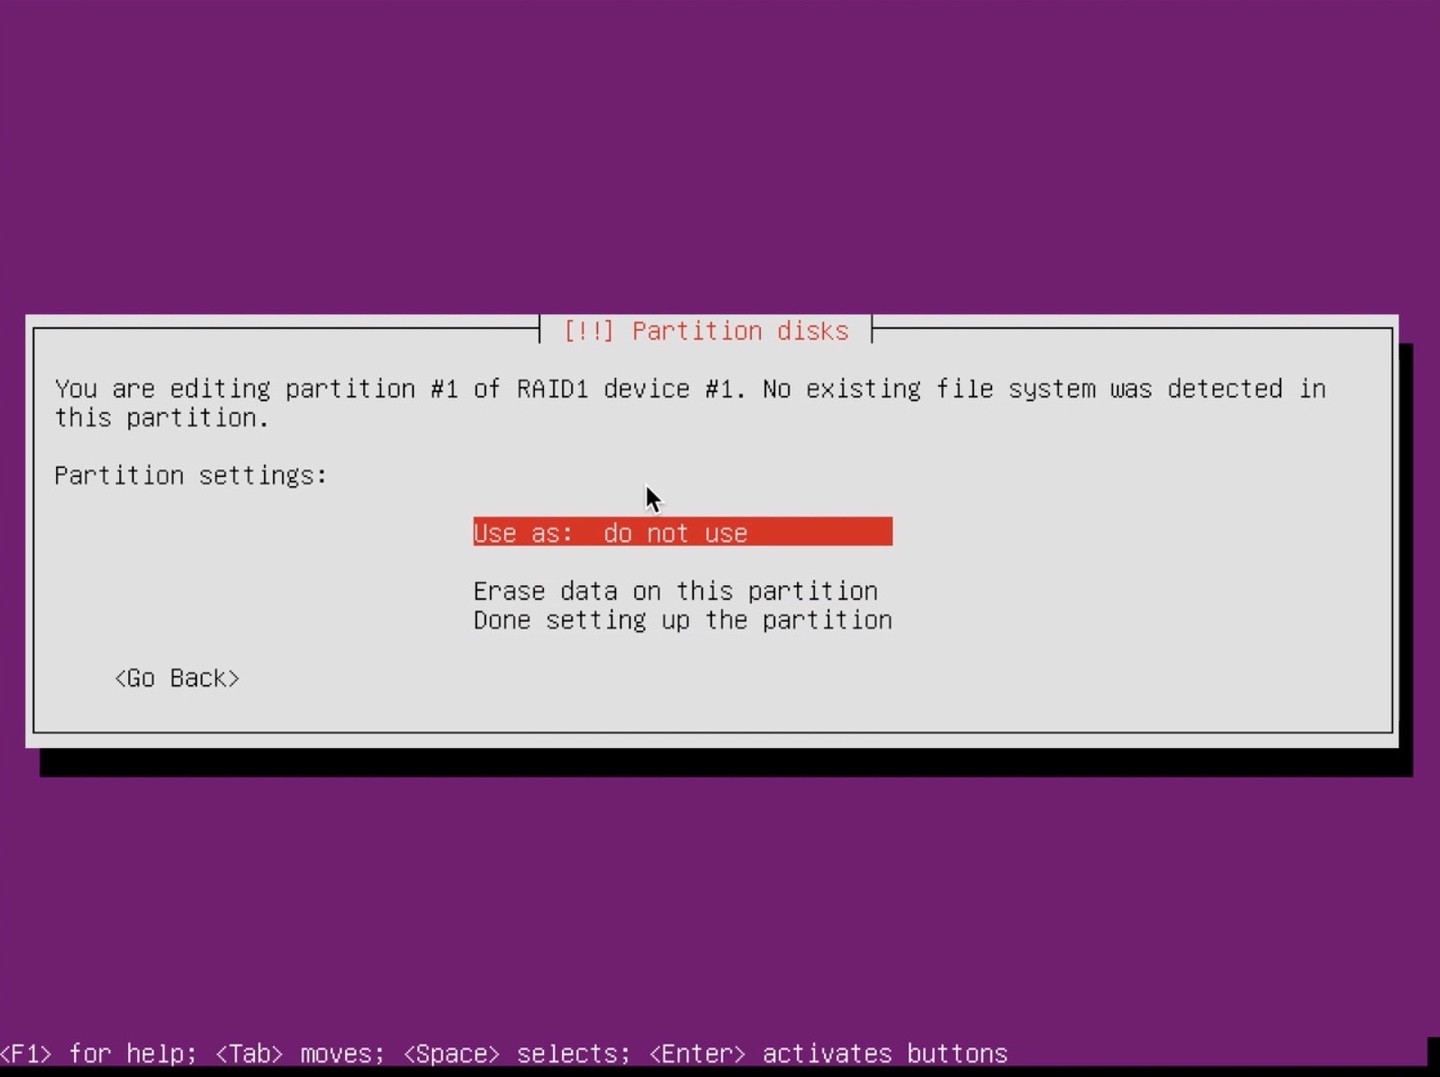 [!!] Partition disks
You are editing partition #1 of RAID1 device #1. No existing file system was detected in
this partition.
Partition settings:
Use as:  do not use
Erase data on this partition
Done setting up the partition
<Go Back>
<F1> for help; <Tab> moves; <Space> selects; <Enter> activates buttons